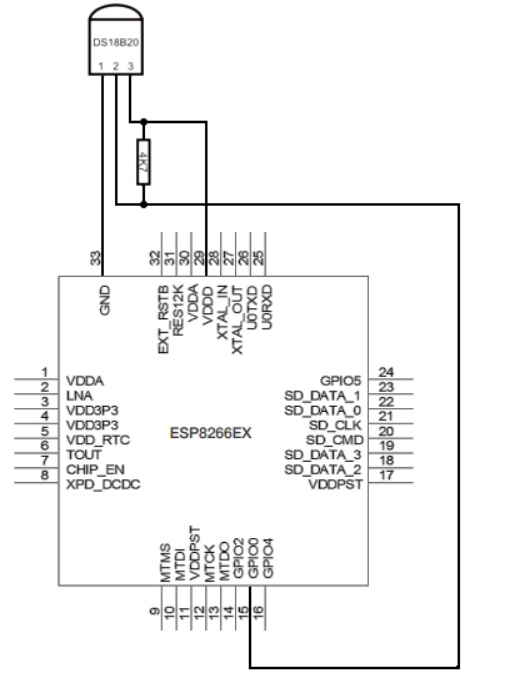 DS18B20
1 2 3
4K7
33
32
31
30
29
28
27
26
25
GND
EXT_RSTB
RES12K
VDDA
VDDD
XTAL_IN
XTAL_OUT
U0TXD
U0RXD
1 VDDA
2 LNA
3 VDD3P3
4 VDD3P3
5 VDD_RTC
6 TOUT
7 CHIP_EN
8 XPD_DCDC
ESP8266EX
GPIO5 24
SD_DATA_1 23
SD_DATA_0 22
SD_CLK 21
SD_CMD 20
SD_DATA_3 19
SD_DATA_2 18
VDDPST 17
MTMS
MTDI
VDDPST
MTCK
MTDO
GPIO2
GPIO0
GPIO4
9
10
11
12
13
14
15
16